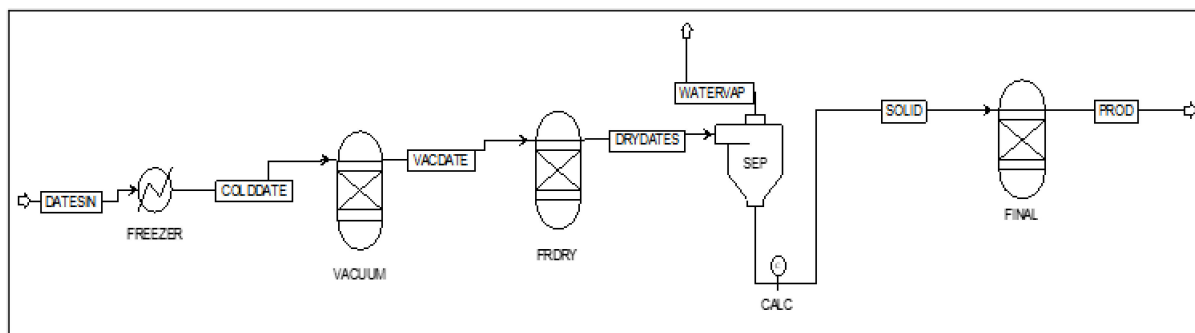 DATESIN
FREEZER
COLDDATE
VACUUM
VACDATE
FRDRY
DRYDATES
WATERVAP
SEP
C
CALC
SOLID
FINAL
PROD